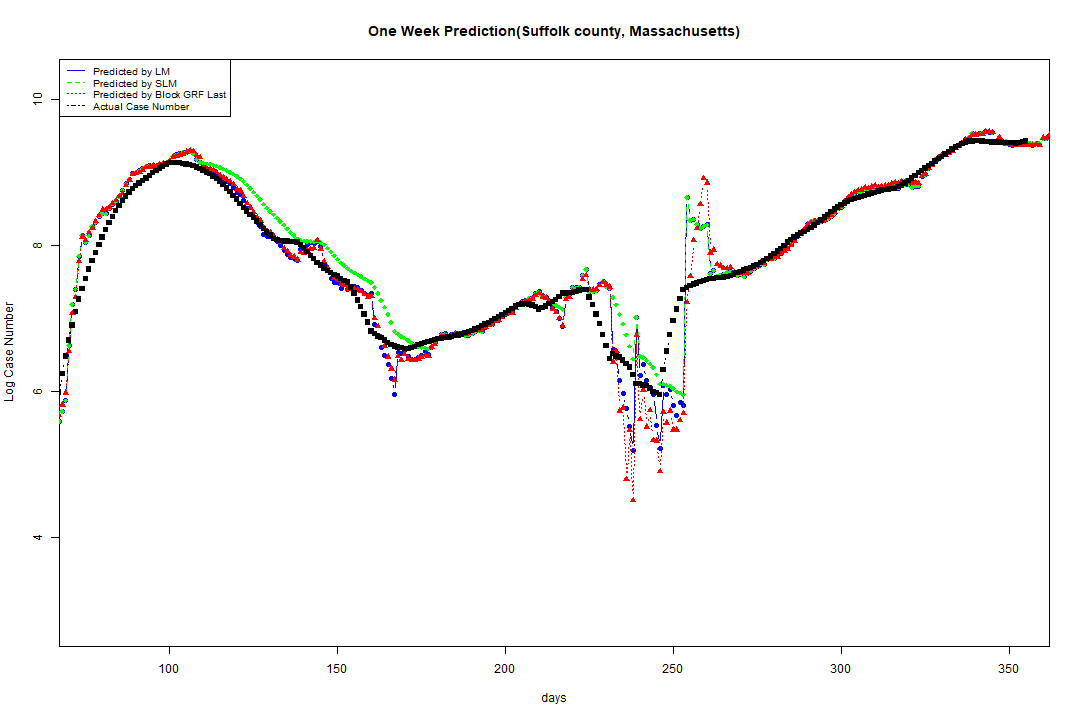 One Week Prediction(Suffolk county, Massachusetts)
Predicted by LM
Predicted by SLM
Predicted by Block GRF Last
Actual Case Number
10
8
6
4
Log Case Number
100 150 200 250 300 350
days